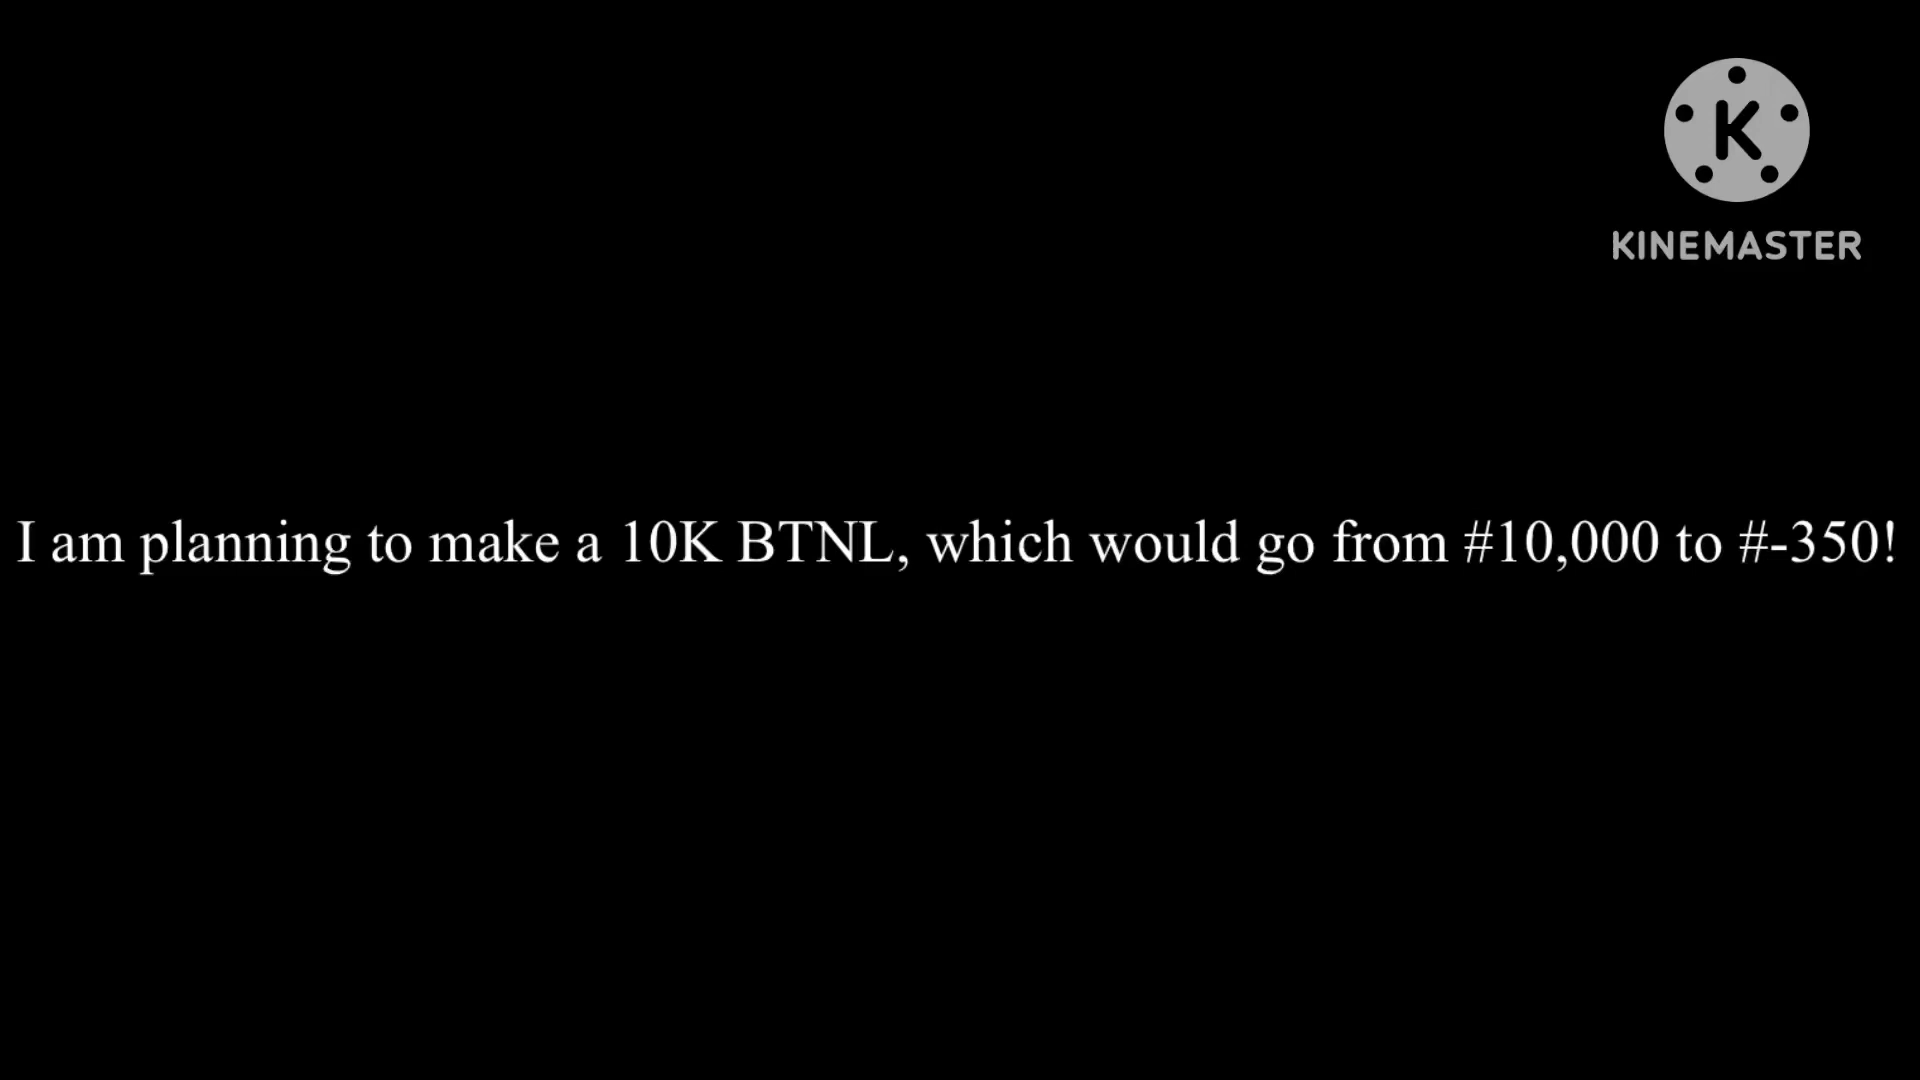 K
KINEMASTER
I am planning to make a 10K BTNL, which would go from #10,000 to #-350!